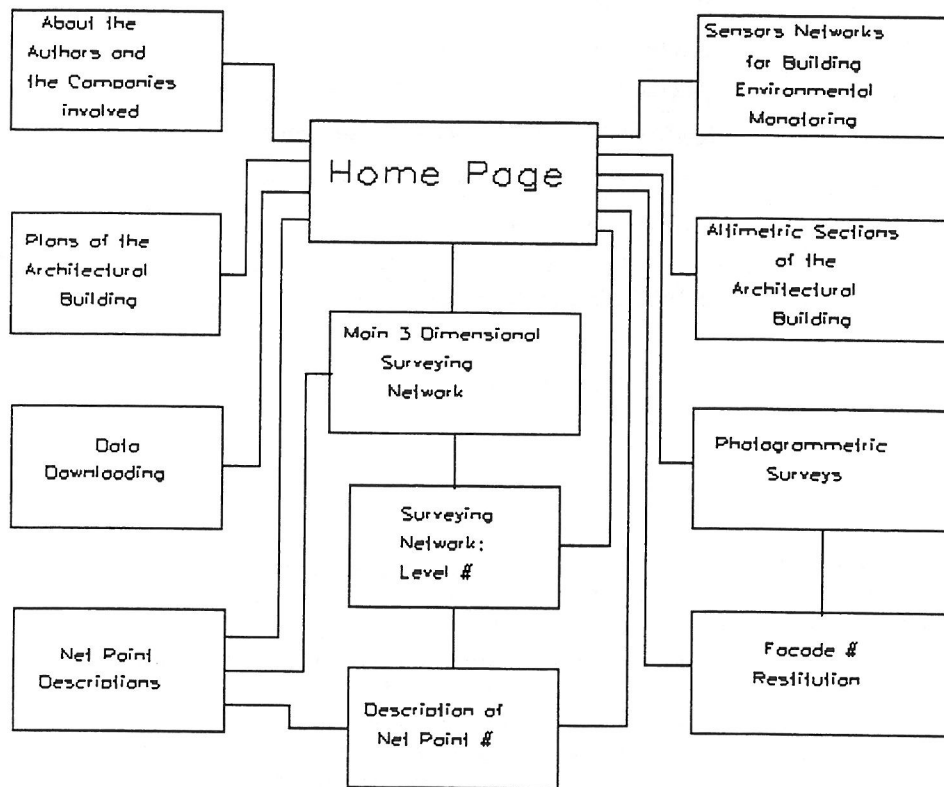 About the
Authors and
the Companies
involved
Sensors Networks
for Building
Environmental
Monatoring
Home Page
Plans of the
Architectural
Building
Altimetric Sections
of the
Architectural
Building
Main 3 Dimensional
Surveying
Network
Data
Downloading
Photogrammetric
Surveys
Surveying
Network:
Level #
Net Point
Descriptions
Facade #
Restitution
Description of
Net Point #